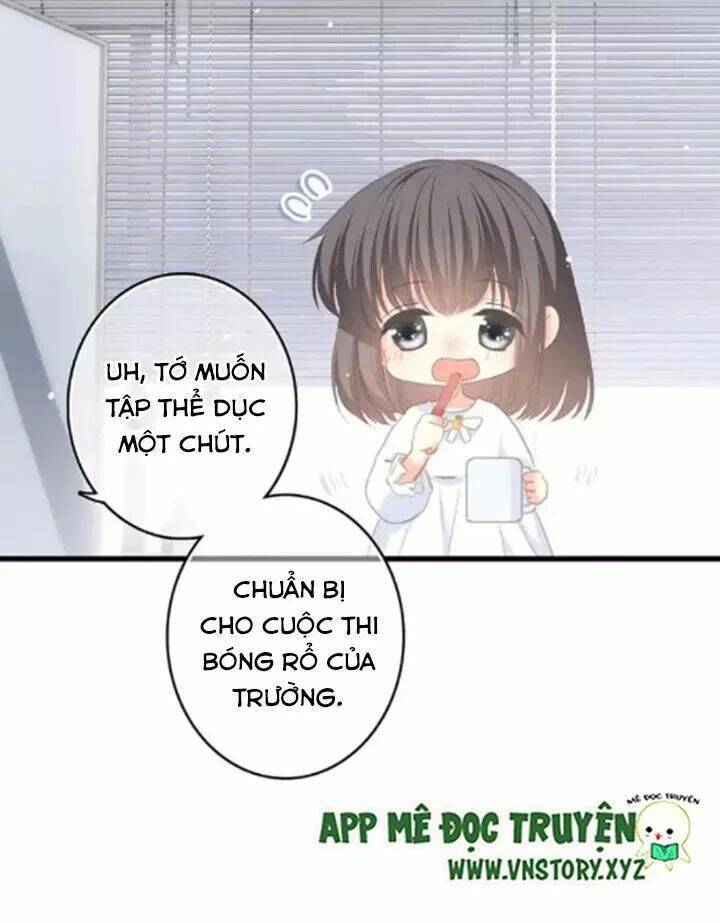 UH, TỚ MUỐN
TẬP THỂ DỤC
MỘT CHÚT.
CHUẨN BỊ
CHO CUỘC THI
BÓNG RỔ CỦA
TRƯỜNG.
MÊ ĐỌC TRUYỆN
APP MÊ ĐỌC TRUYỆN
WWW.VNSTORY.XYZ